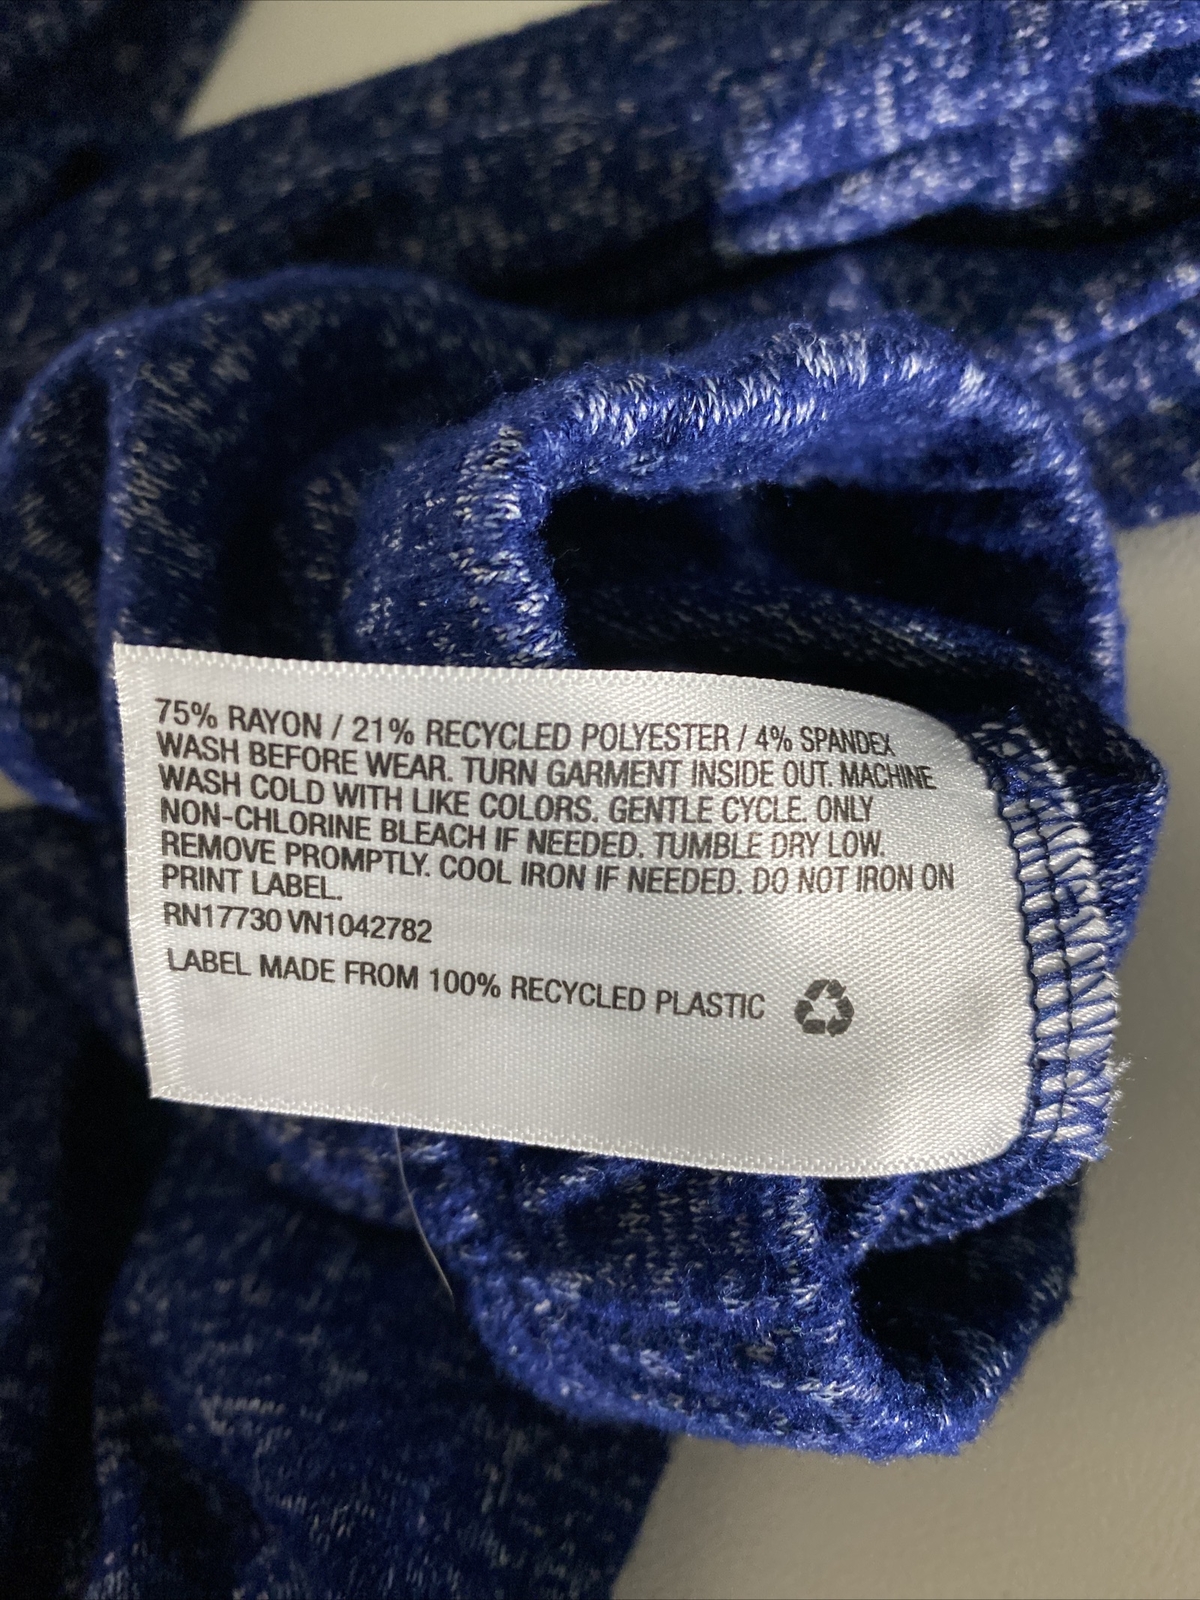 75% RAYON / 21% RECYCLED POLYESTER / 4% SPANDEX
WASH BEFORE WEAR. TURN GARMENT INSIDE OUT. MACHINE
WASH COLD WITH LIKE COLORS. GENTLE CYCLE. ONLY
NON-CHLORINE BLEACH IF NEEDED. TUMBLE DRY LOW.
REMOVE PROMPTLY. COOL IRON IF NEEDED. DO NOT IRON ON
PRINT LABEL.
RN17730 VN1042782
LABEL MADE FROM 100% RECYCLED PLASTIC